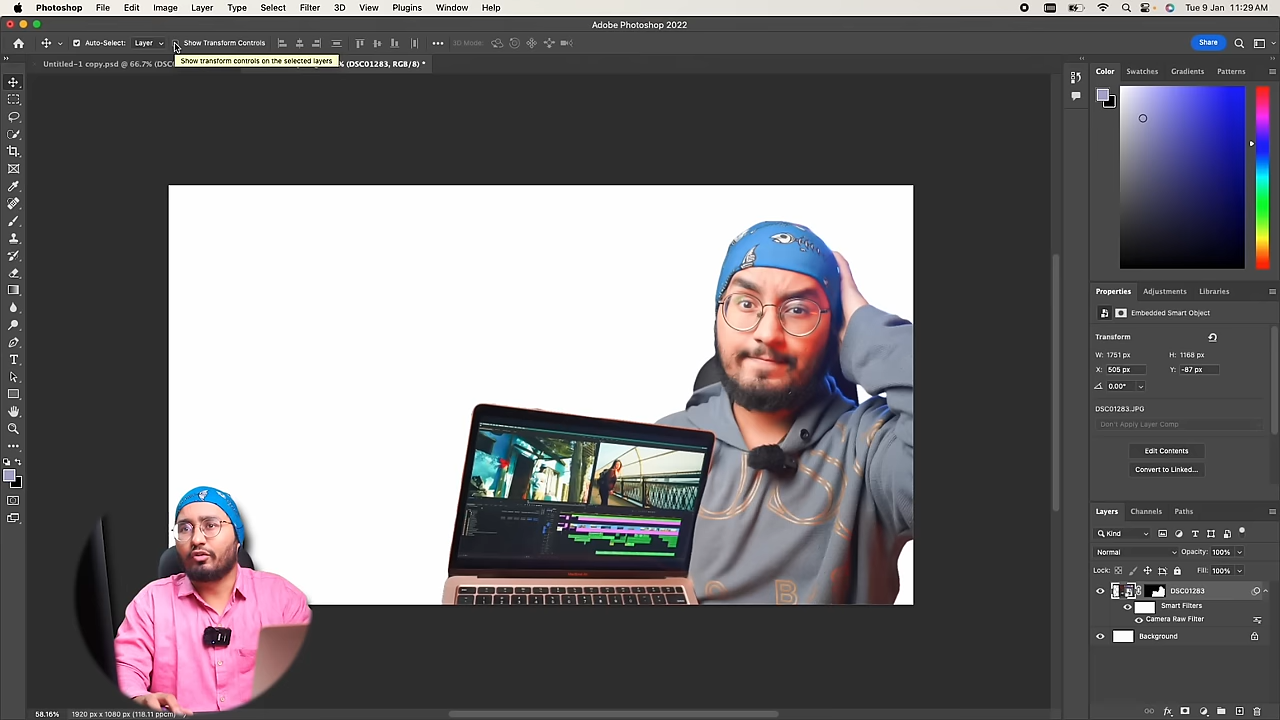 Photoshop File Edit Image Layer Type Select Filter 3D View Plugins Window Help Tue 9 Jan 11:29 AM
Adobe Photoshop 2022
Auto-Select: Layer Show Transform Controls 3D Mode: Share
Show transform controls on the selected layers
Untitled-1 copy.psd @ 66.7% (DSC (DSC01283, RGB/8) *
Color Swatches Gradients Patterns
Properties Adjustments Libraries
Embedded Smart Object
Transform
W: 1751 px H: 1168 px
X: 505 px Y: -87 px
0.00°
DSC01283.JPG
Don't Apply Layer Comp
Edit Contents
Convert to Linked...
Layers Channels Paths
Kind
Normal Opacity: 100%
Lock: Fill: 100%
DSC01283
Smart Filters
Camera Raw Filter
Background
58.16% 1920 px x 1080 px (118.11 ppcm)